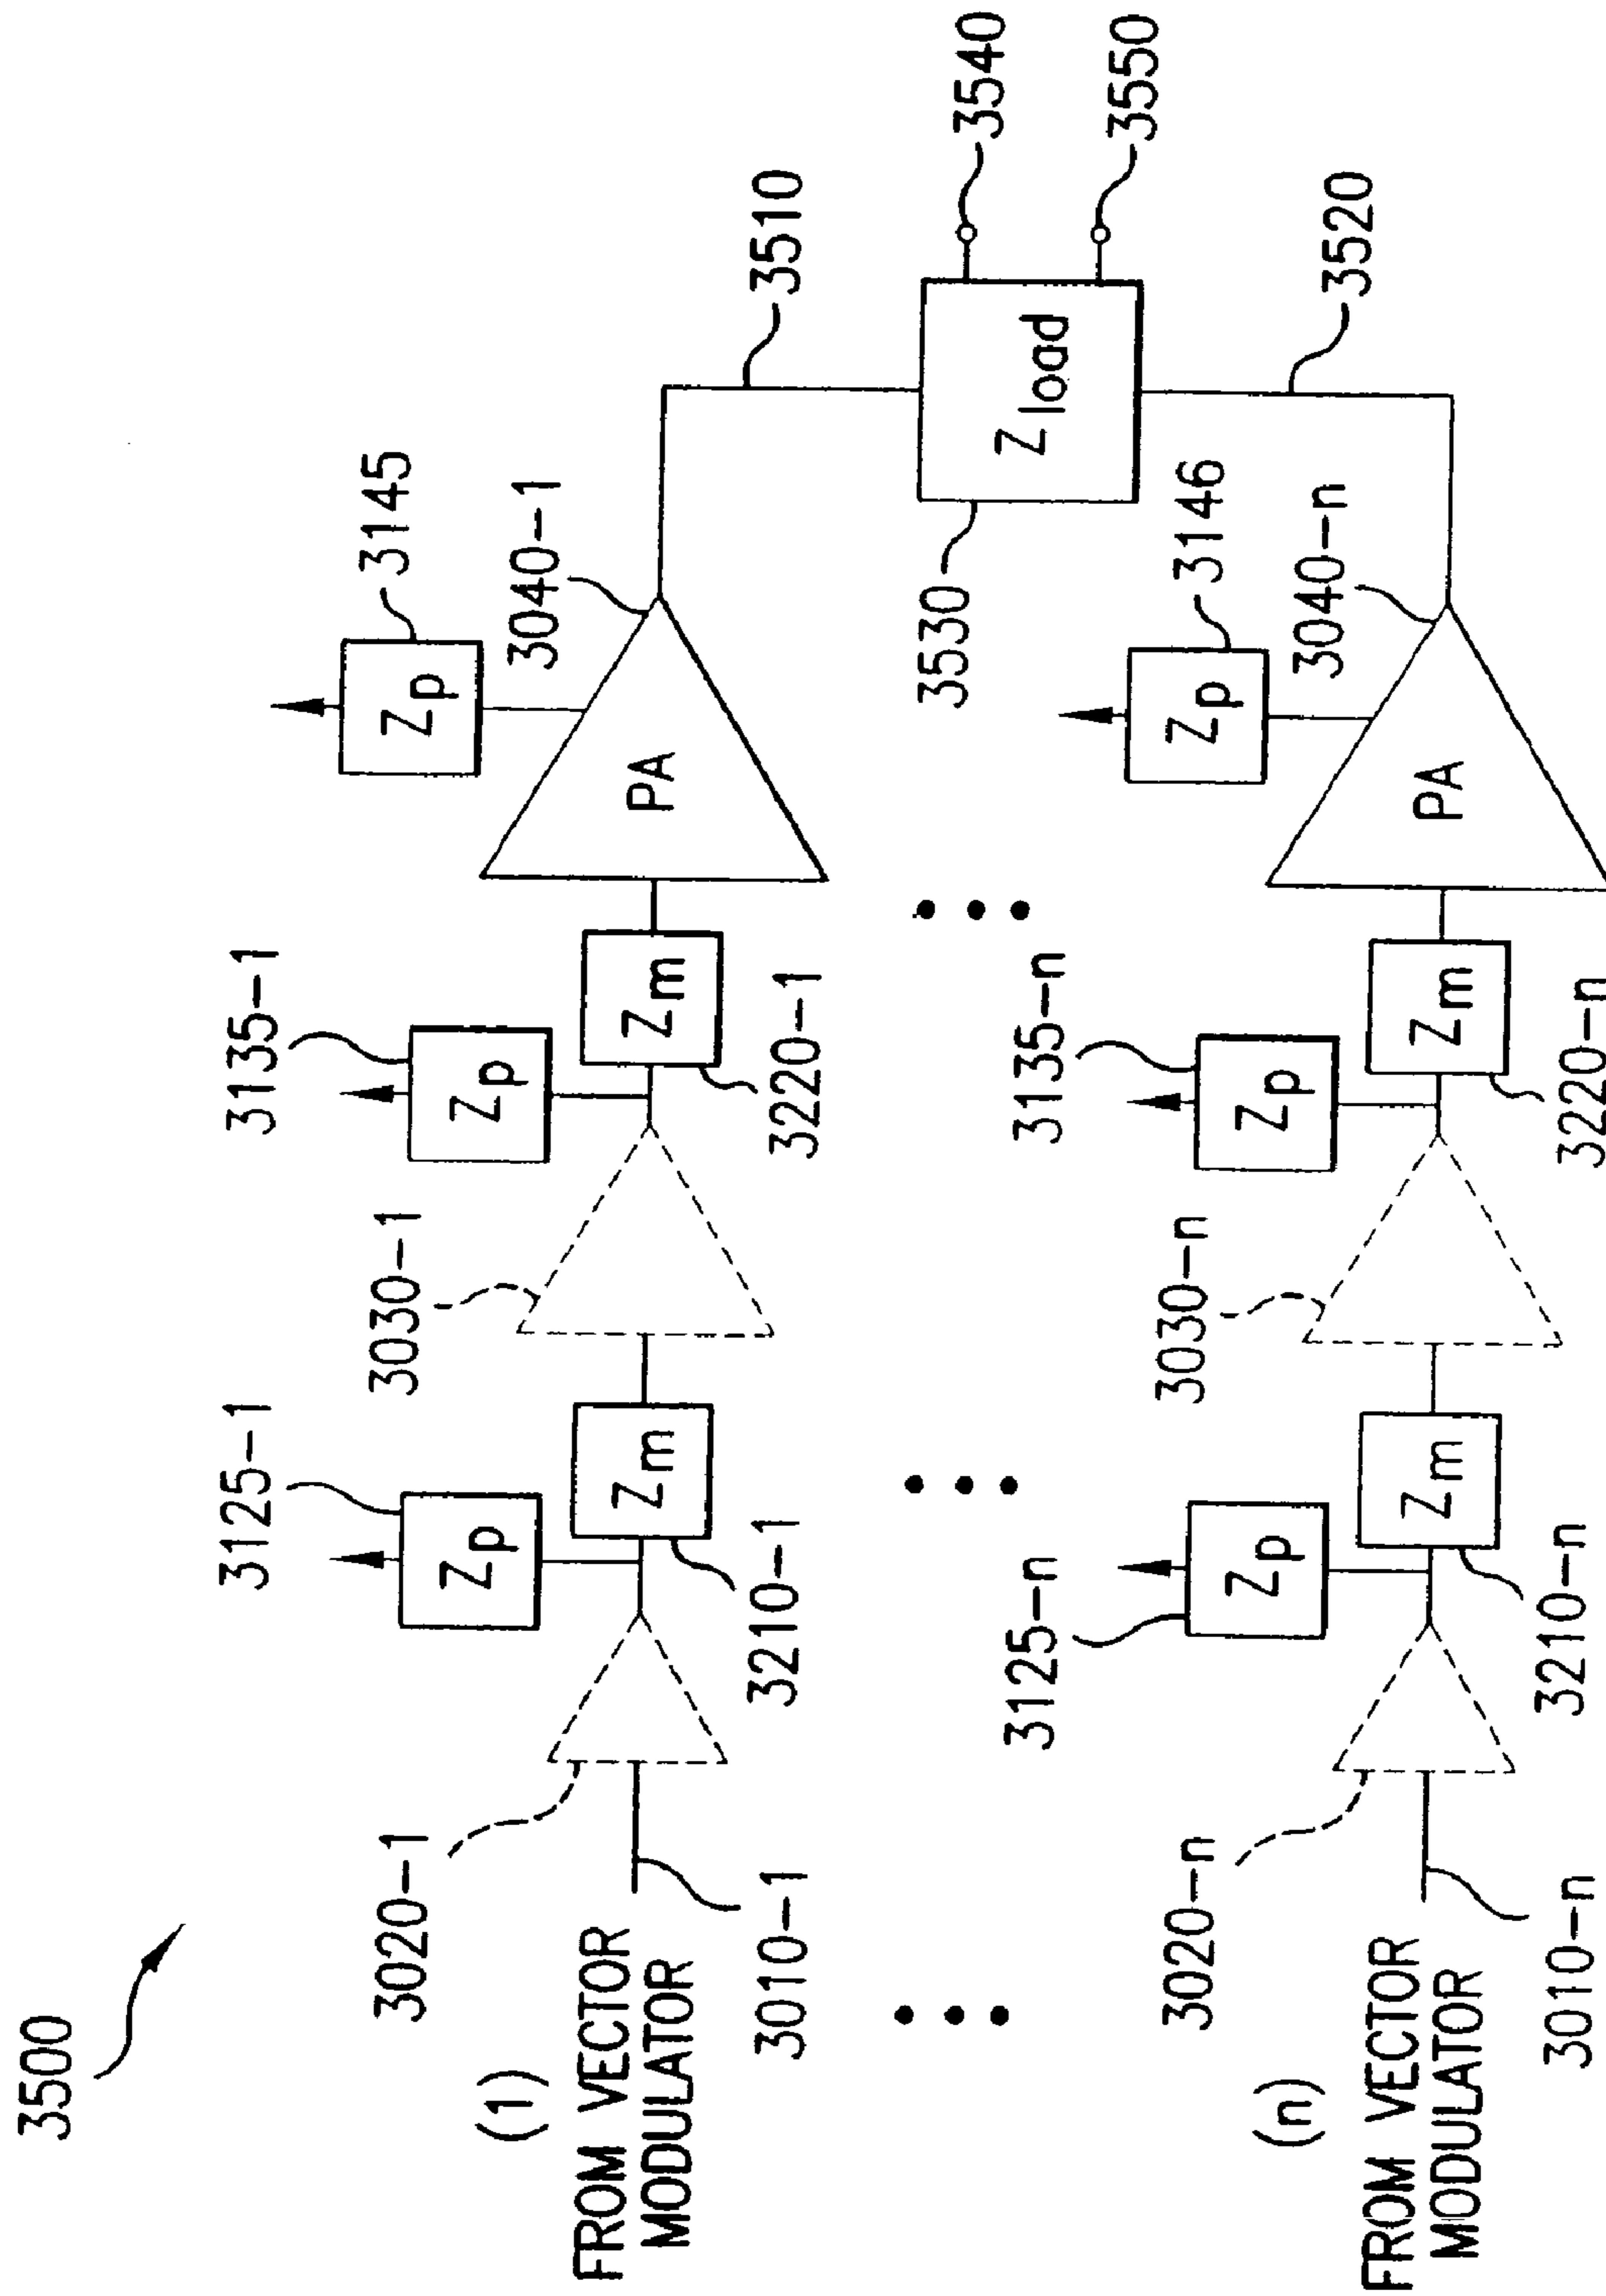 3500
(1)
FROM VECTOR
MODULATOR
3010-1
3020-1
3125-1
Zp
Zm
3210-1
3030-1
3135-1
Zp
Zm
3220-1
PA
3040-1
Zp
3145
3510
3530
Zload
3540
3550
3520
(n)
FROM VECTOR
MODULATOR
3010-n
3020-n
3125-n
Zp
Zm
3210-n
3030-n
3135-n
Zp
Zm
3220-n
PA
3040-n
Zp
3146